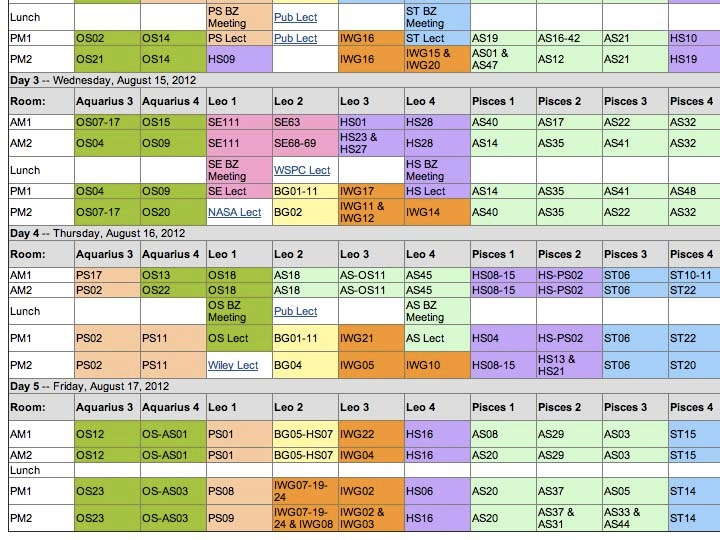 Lunch PS BZ Meeting Pub Lect ST BZ Meeting
PM1 OS02 OS14 PS Lect Pub Lect IWG16 ST Lect AS19 AS16-42 AS21 HS10
PM2 OS21 OS14 HS09 IWG16 IWG15 & IWG20 AS01 & AS47 AS12 AS21 HS19
Day 3 -- Wednesday, August 15, 2012
Room: Aquarius 3 Aquarius 4 Leo 1 Leo 2 Leo 3 Leo 4 Pisces 1 Pisces 2 Pisces 3 Pisces 4
AM1 OS07-17 OS15 SE111 SE63 HS01 HS28 AS40 AS17 AS22 AS32
AM2 OS04 OS09 SE111 SE68-69 HS23 & HS27 HS28 AS14 AS35 AS41 AS32
Lunch SE BZ Meeting WSPC Lect HS BZ Meeting
PM1 OS04 OS09 SE Lect BG01-11 IWG17 HS Lect AS14 AS35 AS41 AS48
PM2 OS07-17 OS20 NASA Lect BG02 IWG11 & IWG12 IWG14 AS40 AS35 AS22 AS32
Day 4 -- Thursday, August 16, 2012
Room: Aquarius 3 Aquarius 4 Leo 1 Leo 2 Leo 3 Leo 4 Pisces 1 Pisces 2 Pisces 3 Pisces 4
AM1 PS17 OS13 OS18 AS18 AS-OS11 AS45 HS08-15 HS-PS02 ST06 ST10-11
AM2 PS02 OS22 OS18 AS18 AS-OS11 AS45 HS08-15 HS-PS02 ST06 ST22
Lunch OS BZ Meeting Pub Lect AS BZ Meeting
PM1 PS02 PS11 OS Lect BG01-11 IWG21 AS Lect HS04 HS-PS02 ST06 ST22
PM2 PS02 PS11 Wiley Lect BG04 IWG05 IWG10 HS08-15 HS13 & HS21 ST06 ST20
Day 5 -- Friday, August 17, 2012
Room: Aquarius 3 Aquarius 4 Leo 1 Leo 2 Leo 3 Leo 4 Pisces 1 Pisces 2 Pisces 3 Pisces 4
AM1 OS12 OS-AS01 PS01 BG05-HS07 IWG22 HS16 AS08 AS29 AS03 ST15
AM2 OS12 OS-AS01 PS01 BG05-HS07 IWG04 HS16 AS20 AS29 AS03 ST15
Lunch
PM1 OS23 OS-AS03 PS08 IWG07-19-24 IWG02 HS06 AS20 AS37 AS05 ST14
PM2 OS23 OS-AS03 PS09 IWG07-19-24 & IWG08 IWG02 & IWG03 HS16 AS20 AS37 & AS31 AS33 & AS44 ST14